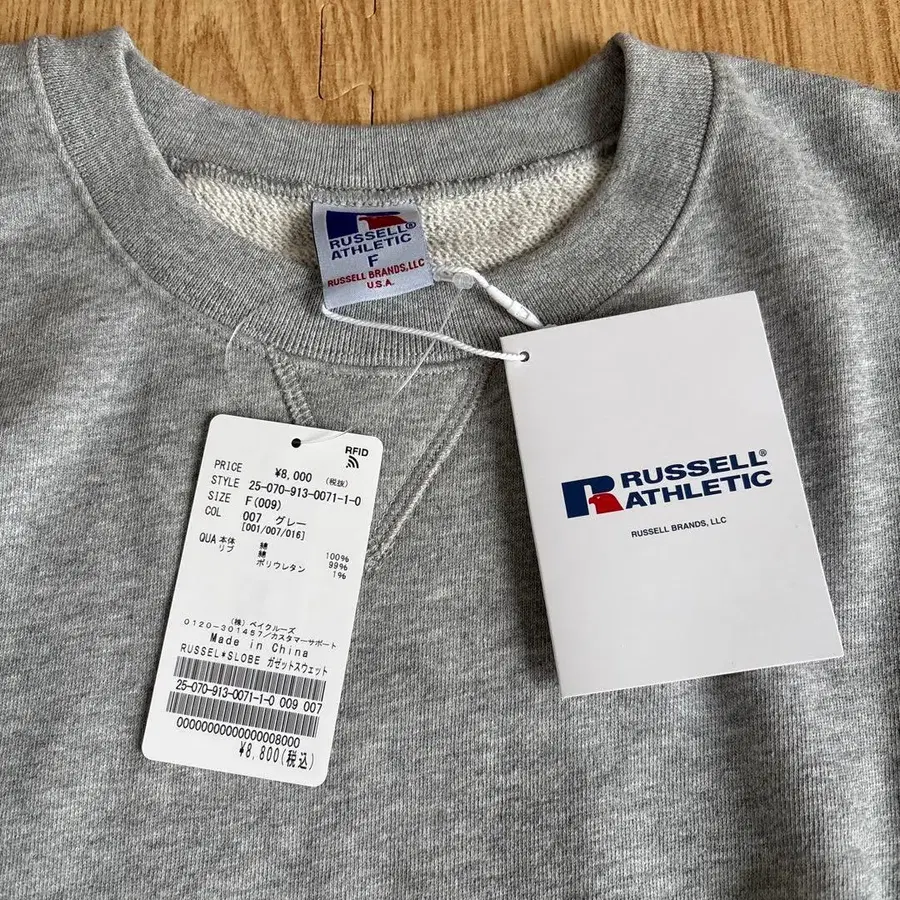 RUSSELL®
ATHLETIC
F
RUSSELL BRANDS, LLC
U.S.A.
RFID
PRICE ¥8,000 (税抜)
STYLE 25-070-913-0071-1-0
SIZE F(009)
COL 007 グレー
[001/007/016]
QUA 本体 綿 100%
リブ 綿 99%
ポリウレタン 1%
(株) ベイクルーズ
0120-301457/カスタマーサポート
Made in China
RUSSEL*SLOBE ガゼットスウェット
25-070-913-0071-1-0 009 007
00000000000000008000
¥8,800(税込)
RUSSELL®
ATHLETIC
RUSSELL BRANDS, LLC